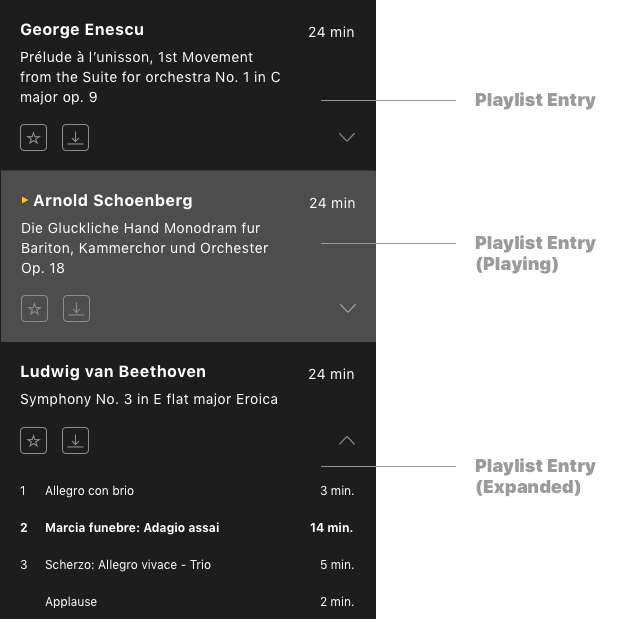 George Enescu
24 min
Prélude à l’unisson, 1st Movement
from the Suite for orchestra No. 1 in C
major op. 9
Playlist Entry
Arnold Schoenberg
24 min
Die Gluckliche Hand Monodram fur
Bariton, Kammerchor und Orchester
Op. 18
Playlist Entry
(Playing)
Ludwig van Beethoven
24 min
Symphony No. 3 in E flat major Eroica
Playlist Entry
(Expanded)
1 Allegro con brio 3 min.
2 Marcia funebre: Adagio assai 14 min.
3 Scherzo: Allegro vivace - Trio 5 min.
Applause 2 min.